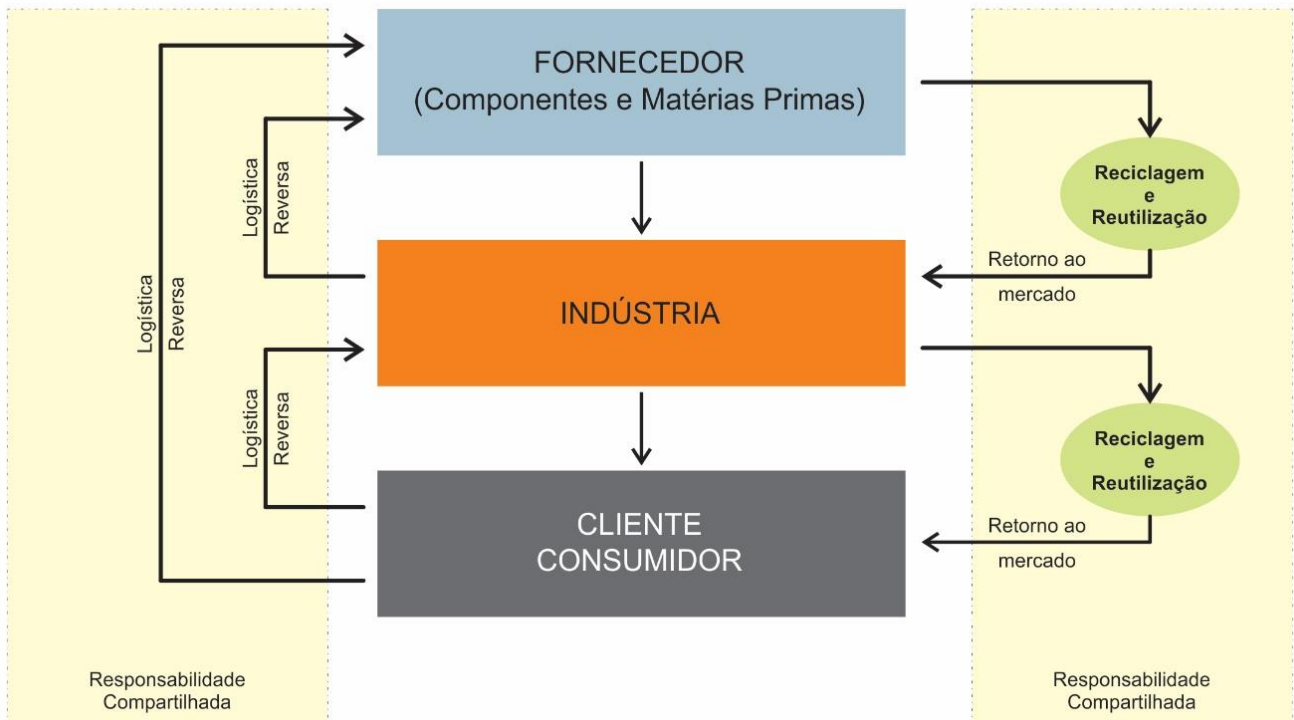 FORNECEDOR
(Componentes e Matérias Primas)
Logística
Reversa
Reciclagem
e
Reutilização
Retorno ao
mercado
INDÚSTRIA
Logística
Reversa
Logística
Reversa
Reciclagem
e
Reutilização
Retorno ao
mercado
CLIENTE
CONSUMIDOR
Responsabilidade
Compartilhada
Responsabilidade
Compartilhada